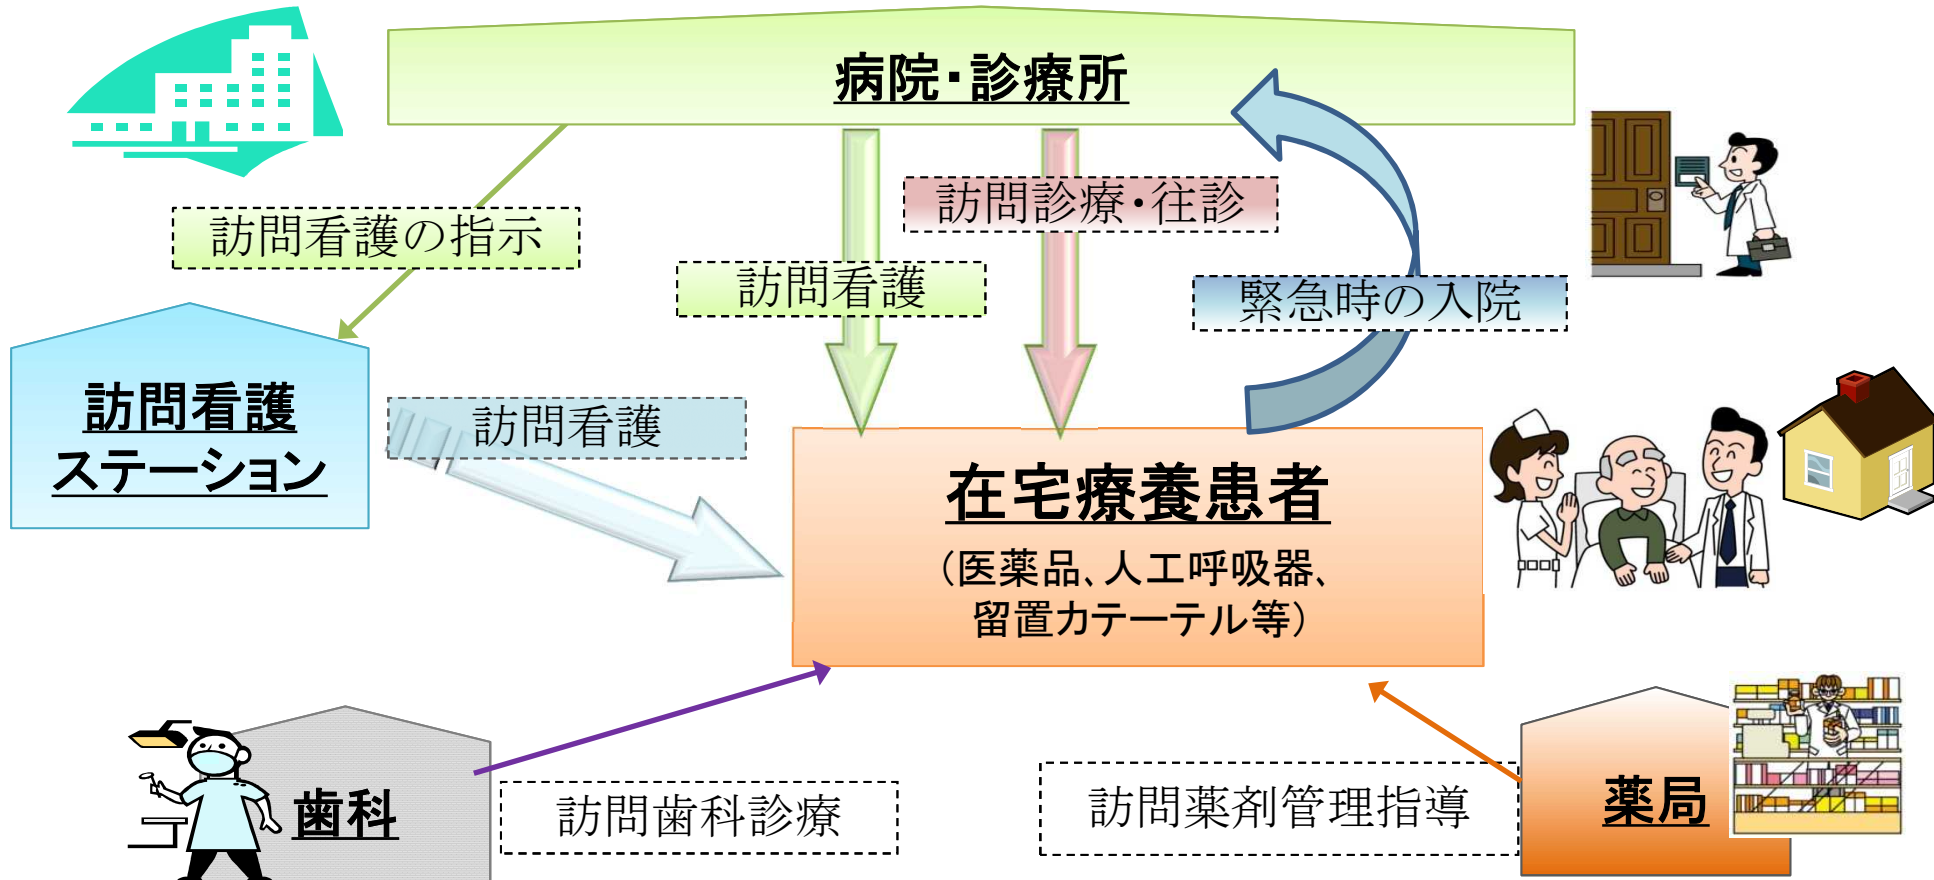 病院・診療所
訪問診療・往診
訪問看護の指示
訪問看護
緊急時の入院
訪問看護
ステーション
訪問看護
在宅療養患者
（医薬品、人工呼吸器、
留置カテーテル等）
歯科
訪問歯科診療
訪問薬剤管理指導
薬局